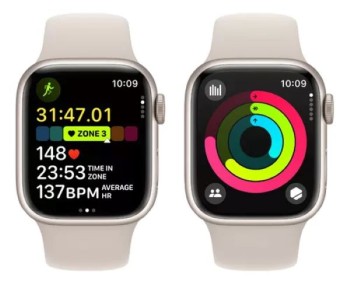 10:09
31:47.01
ZONE 3
148
23:53 TIME IN ZONE
137BPM AVERAGE HR
10:09